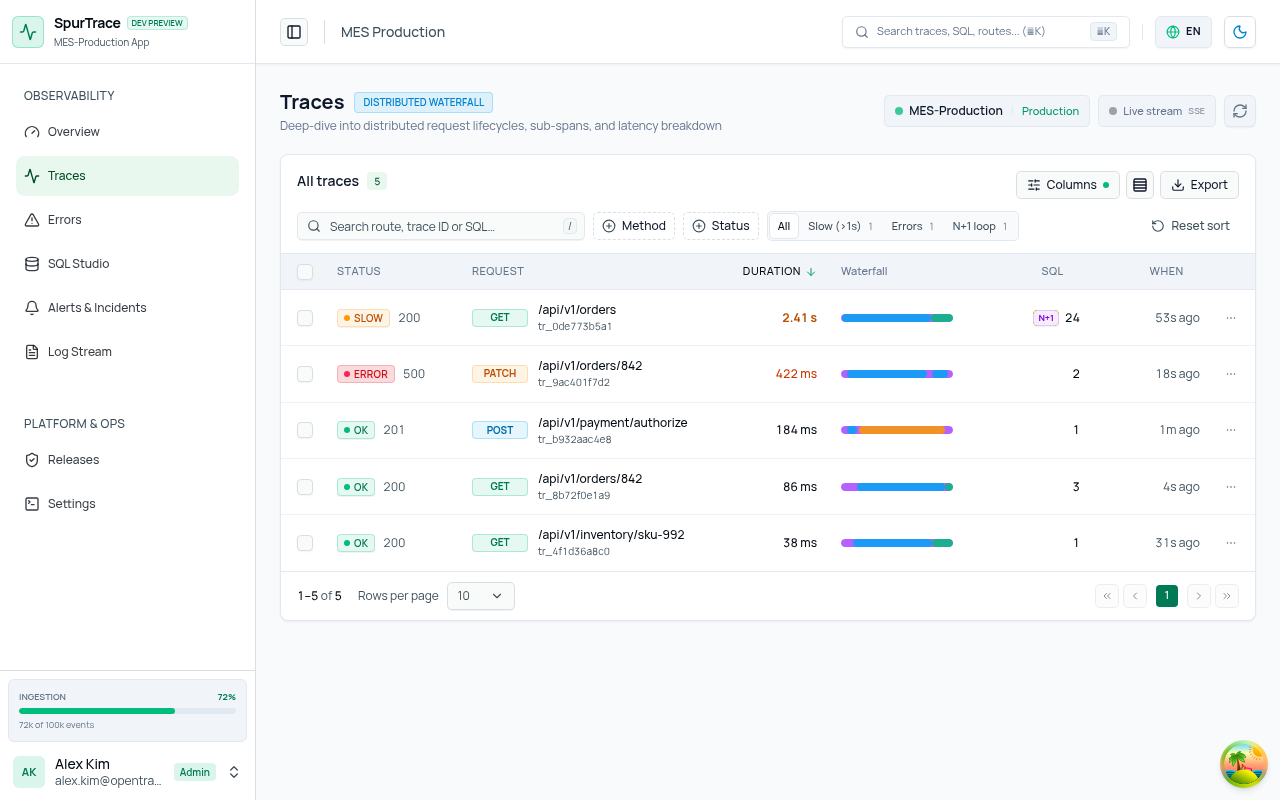 SpurTrace DEV PREVIEW
MES-Production App
OBSERVABILITY
Overview
Traces
Errors
SQL Studio
Alerts & Incidents
Log Stream
PLATFORM & OPS
Releases
Settings
INGESTION 72%
72k of 100k events
AK Alex Kim
alex.kim@opentra... Admin
MES Production
Search traces, SQL, routes... (⌘K) ⌘K
EN
Traces DISTRIBUTED WATERFALL
Deep-dive into distributed request lifecycles, sub-spans, and latency breakdown
MES-Production Production
Live stream SSE
All traces 5
Columns Export
Search route, trace ID or SQL... /
Method Status All Slow (>1s) 1 Errors 1 N+1 loop 1 Reset sort
STATUS REQUEST DURATION Waterfall SQL WHEN
SLOW 200 GET /api/v1/orders 2.41 s N+1 24 53s ago ...
tr_0de773b5a1
ERROR 500 PATCH /api/v1/orders/842 422 ms 2 18s ago ...
tr_9ac401f7d2
OK 201 POST /api/v1/payment/authorize 184 ms 1 1m ago ...
tr_b932aac4e8
OK 200 GET /api/v1/orders/842 86 ms 3 4s ago ...
tr_8b72f0e1a9
OK 200 GET /api/v1/inventory/sku-992 38 ms 1 31s ago ...
tr_4f1d36a8c0
1–5 of 5 Rows per page 10 « ‹ 1 › »